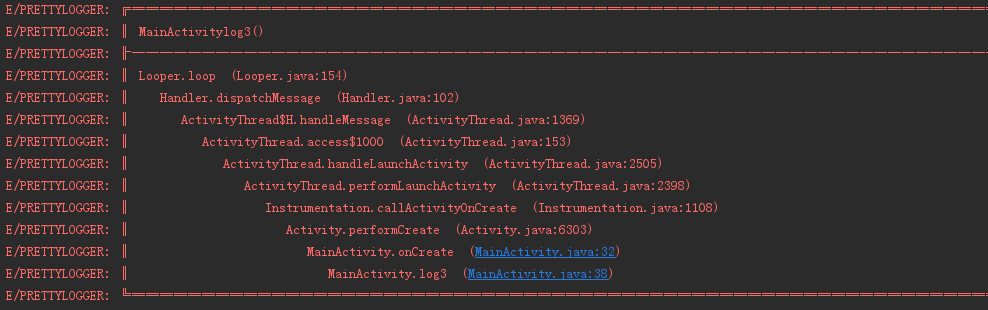 E/PRETTYLOGGER: ╔════════════════════════════════════════
E/PRETTYLOGGER: ║ MainActivitylog3()
E/PRETTYLOGGER: ╟────────────────────────────────────────
E/PRETTYLOGGER: ║ Looper.loop (Looper.java:154)
E/PRETTYLOGGER: ║ Handler.dispatchMessage (Handler.java:102)
E/PRETTYLOGGER: ║ ActivityThread$H.handleMessage (ActivityThread.java:1369)
E/PRETTYLOGGER: ║ ActivityThread.access$1000 (ActivityThread.java:153)
E/PRETTYLOGGER: ║ ActivityThread.handleLaunchActivity (ActivityThread.java:2505)
E/PRETTYLOGGER: ║ ActivityThread.performLaunchActivity (ActivityThread.java:2398)
E/PRETTYLOGGER: ║ Instrumentation.callActivityOnCreate (Instrumentation.java:1108)
E/PRETTYLOGGER: ║ Activity.performCreate (Activity.java:6303)
E/PRETTYLOGGER: ║ MainActivity.onCreate (MainActivity.java:32)
E/PRETTYLOGGER: ║ MainActivity.log3 (MainActivity.java:38)
E/PRETTYLOGGER: ╚════════════════════════════════════════